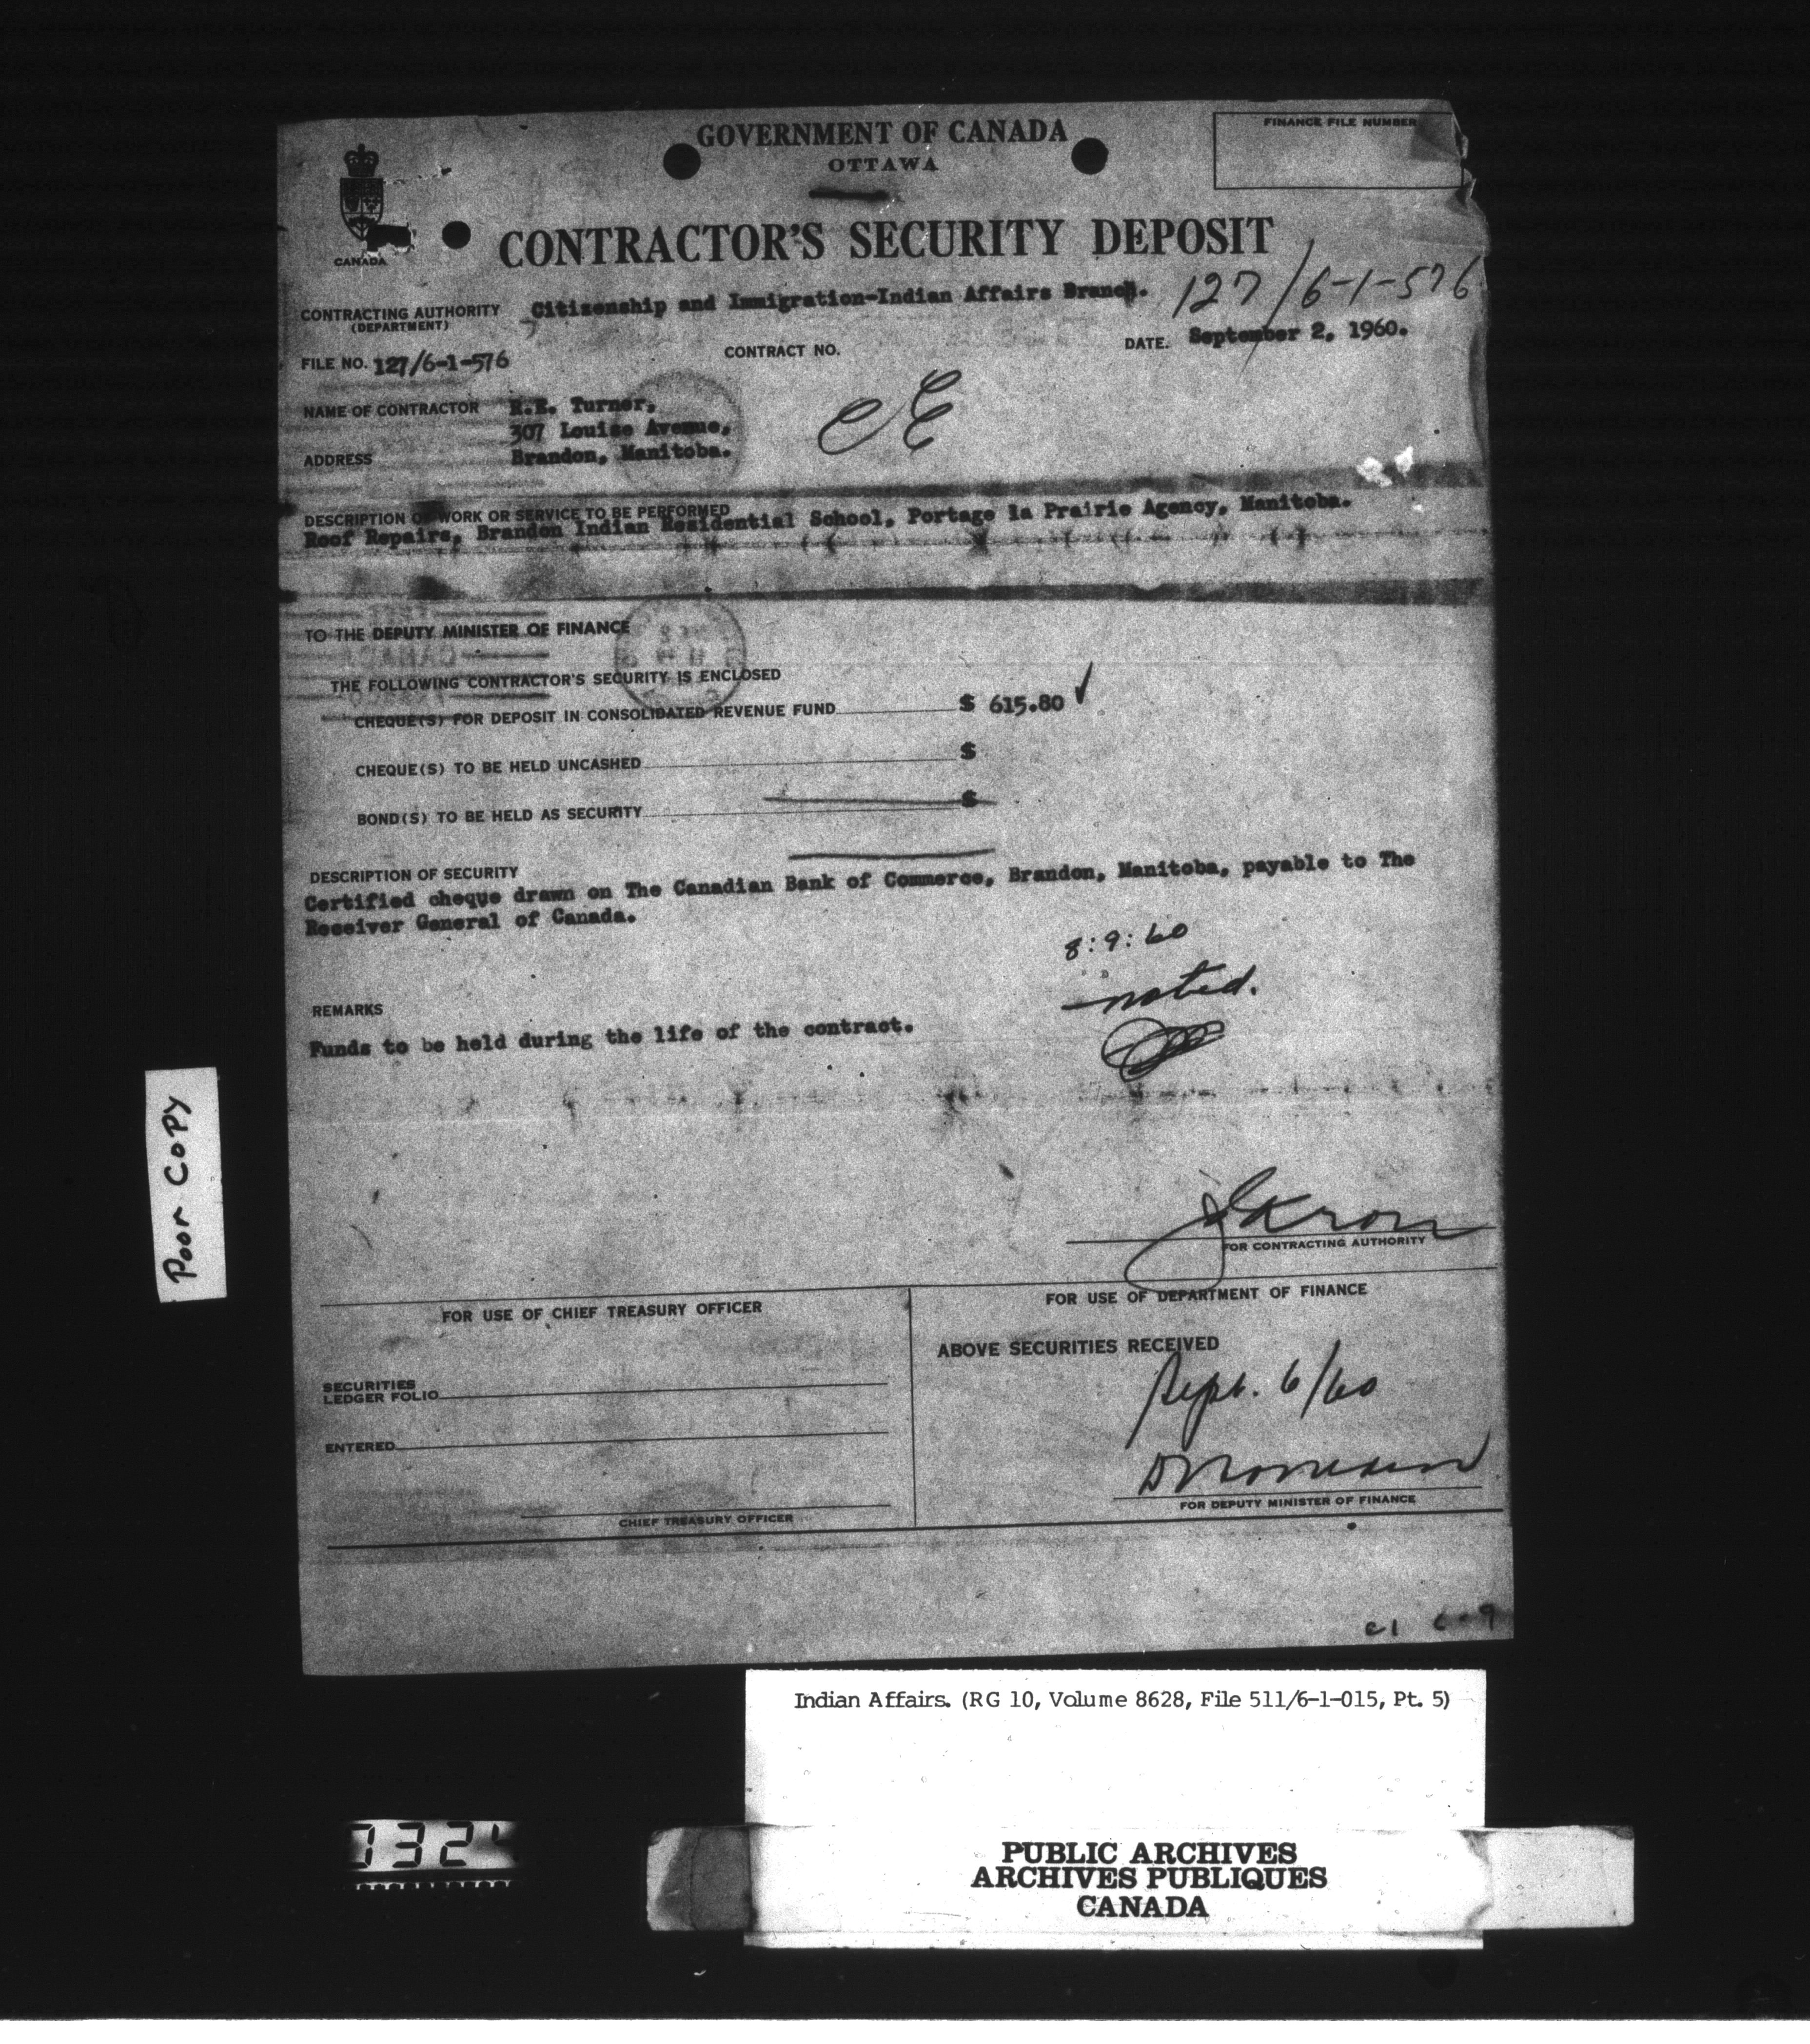 GOVERNMENT OF CANADA
OTTAWA
FINANCE FILE NUMBER
CANADA
CONTRACTOR'S SECURITY DEPOSIT
127/6-1-576
CONTRACTING AUTHORITY Citizenship and Immigration-Indian Affairs Branch.
(DEPARTMENT)
FILE NO. 127/6-1-576 CONTRACT NO. DATE. September 2, 1960.
NAME OF CONTRACTOR R.E. Turner,
307 Louise Avenue,
ADDRESS Brandon, Manitoba.
DESCRIPTION OF WORK OR SERVICE TO BE PERFORMED
Roof Repairs, Brandon Indian Residential School, Portage la Prairie Agency, Manitoba.
TO THE DEPUTY MINISTER OF FINANCE
THE FOLLOWING CONTRACTOR'S SECURITY IS ENCLOSED
CHEQUE(S) FOR DEPOSIT IN CONSOLIDATED REVENUE FUND $ 615.80 ✓
CHEQUE(S) TO BE HELD UNCASHED $
BOND(S) TO BE HELD AS SECURITY $
DESCRIPTION OF SECURITY
Certified cheque drawn on The Canadian Bank of Commerce, Brandon, Manitoba, payable to The
Receiver General of Canada.
8:9:60
noted.
REMARKS
Funds to be held during the life of the contract.
Poor COPY
FOR CONTRACTING AUTHORITY
FOR USE OF CHIEF TREASURY OFFICER
FOR USE OF DEPARTMENT OF FINANCE
ABOVE SECURITIES RECEIVED
Sept. 6/60
SECURITIES
LEDGER FOLIO
ENTERED
FOR DEPUTY MINISTER OF FINANCE
CHIEF TREASURY OFFICER
Indian Affairs. (RG 10, Volume 8628, File 511/6-1-015, Pt. 5)
PUBLIC ARCHIVES
ARCHIVES PUBLIQUES
CANADA